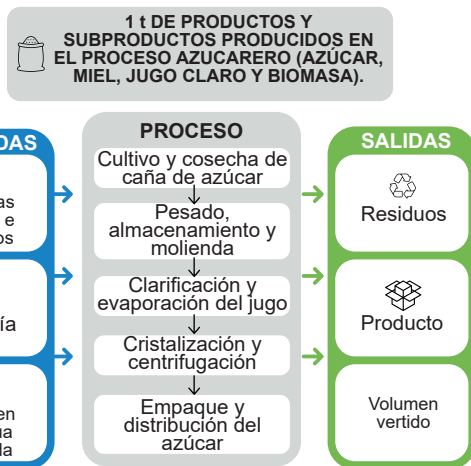 1 t DE PRODUCTOS Y
SUBPRODUCTOS PRODUCIDOS EN
EL PROCESO AZUCARERO (AZÚCAR,
MIEL, JUGO CLARO Y BIOMASA).
PROCESO
Cultivo y cosecha de
caña de azúcar
Pesado,
almacenamiento y
molienda
Clarificación y
evaporación del jugo
Cristalización y
centrifugación
Empaque y
distribución del
azúcar
SALIDAS
Residuos
Producto
Volumen
vertido